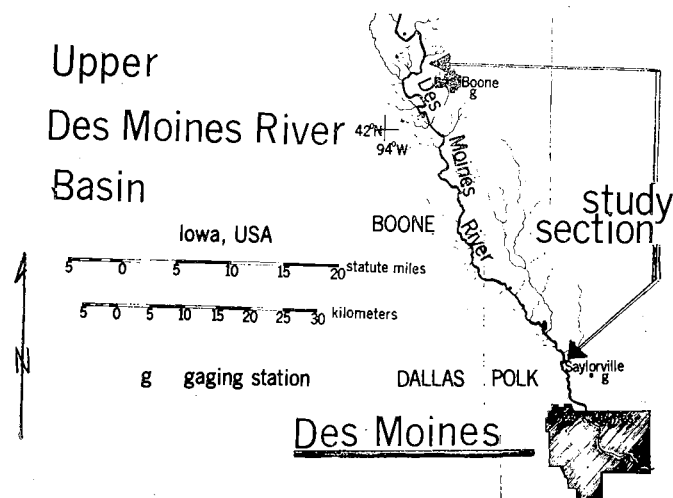 Upper
Des Moines River
Basin
Iowa, USA
5 0 5 10 15 20 statute miles
5 0 5 10 15 20 25 30 kilometers
N
g gaging station
42°N
94°W
Boone
g
Des Moines River
BOONE
study
section
Saylorville
g
DALLAS POLK
Des Moines